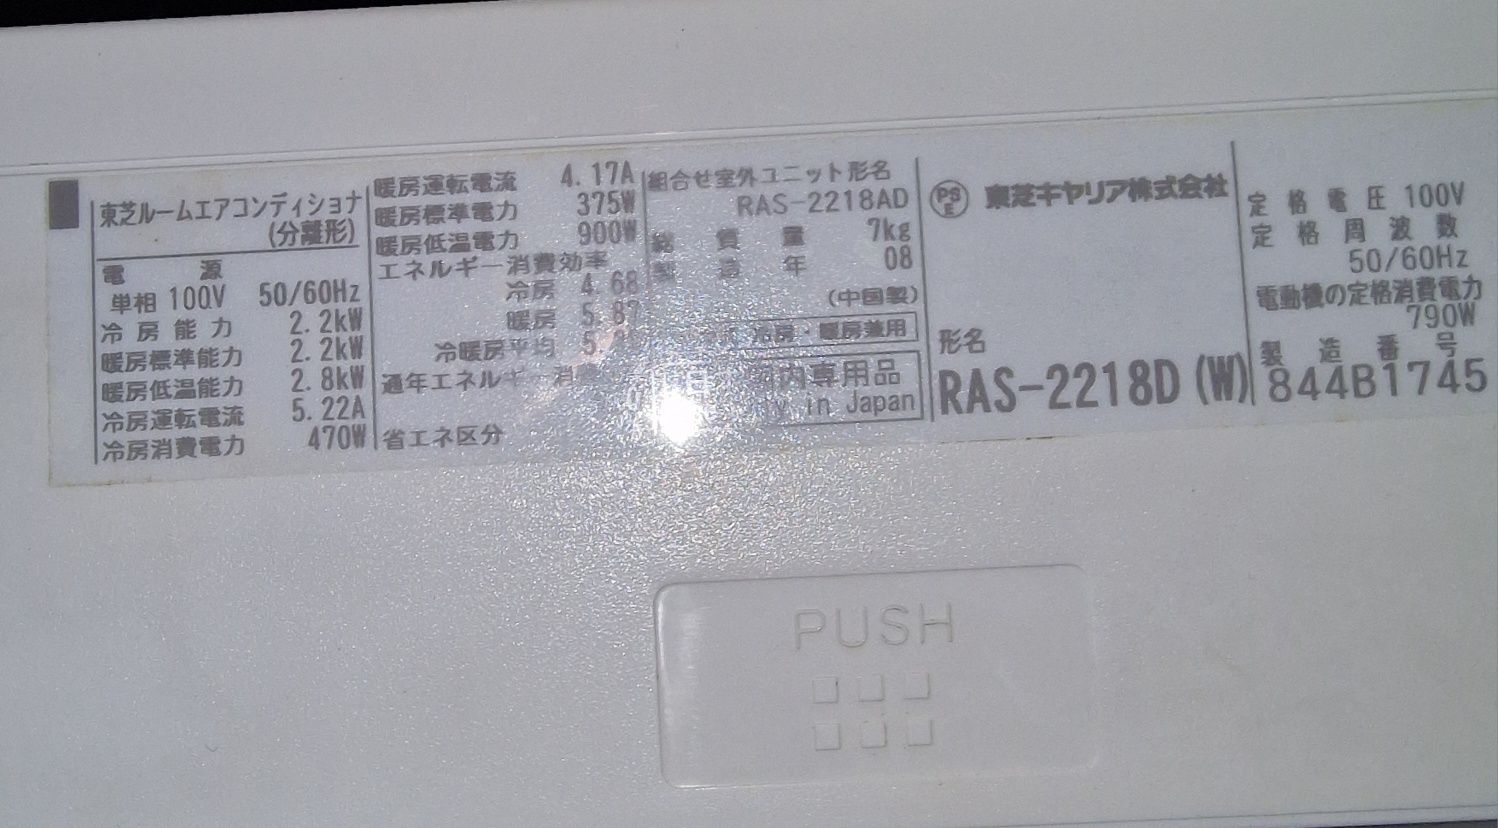 東芝ルームエアコンディショナ
(分離形)
電 源
単相 100V 50/60Hz
冷房能力 2.2kW
暖房標準能力 2.2kW
暖房低温能力 2.8kW
冷房運転電流 5.22A
冷房消費電力 470W
暖房運転電流 4.17A
暖房標準電力 375W
暖房低温電力 900W
エネルギー消費効率
冷房 4.68
暖房 5.87
冷暖房平均 5.
通年エネルギー消
省エネ区分
組合せ室外ユニット形名
RAS-2218AD
総 質 量 7kg
製 造 年 08
(中国製)
冷房・暖房兼用
内専用品
in Japan
PSE
東芝キヤリア株式会社
形名
RAS-2218D(W)
定格電圧 100V
定格周波数
50/60Hz
電動機の定格消費電力
790W
製造番号
844B1745
PUSH